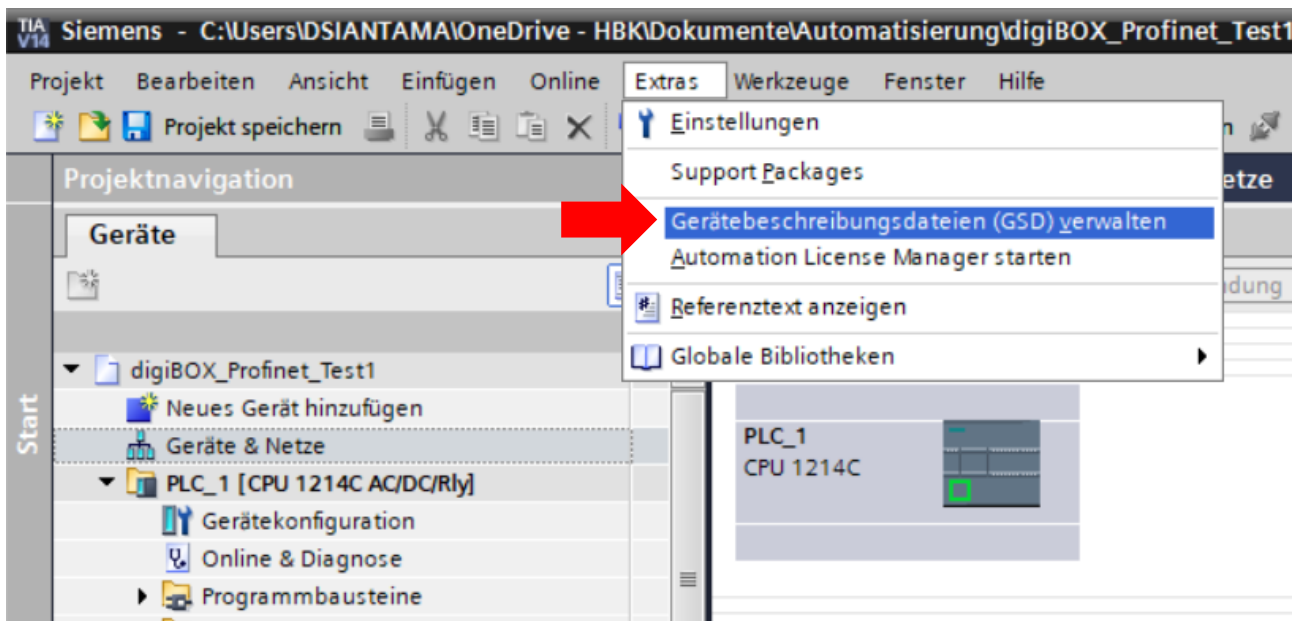 TIA V14 Siemens - C:\Users\DSIANTAMA\OneDrive - HBK\Dokumente\Automatisierung\digiBOX_Profinet_Test1
Projekt Bearbeiten Ansicht Einfügen Online Extras Werkzeuge Fenster Hilfe
Projekt speichern
Einstellungen
n
Support Packages
Projektnavigation
etze
Gerätebeschreibungsdateien (GSD) verwalten
Geräte
Automation License Manager starten
dung
Referenztext anzeigen
Globale Bibliotheken
digiBOX_Profinet_Test1
Neues Gerät hinzufügen
Start
Geräte & Netze
PLC_1
CPU 1214C
PLC_1 [CPU 1214C AC/DC/Rly]
Gerätekonfiguration
Online & Diagnose
Programmbausteine